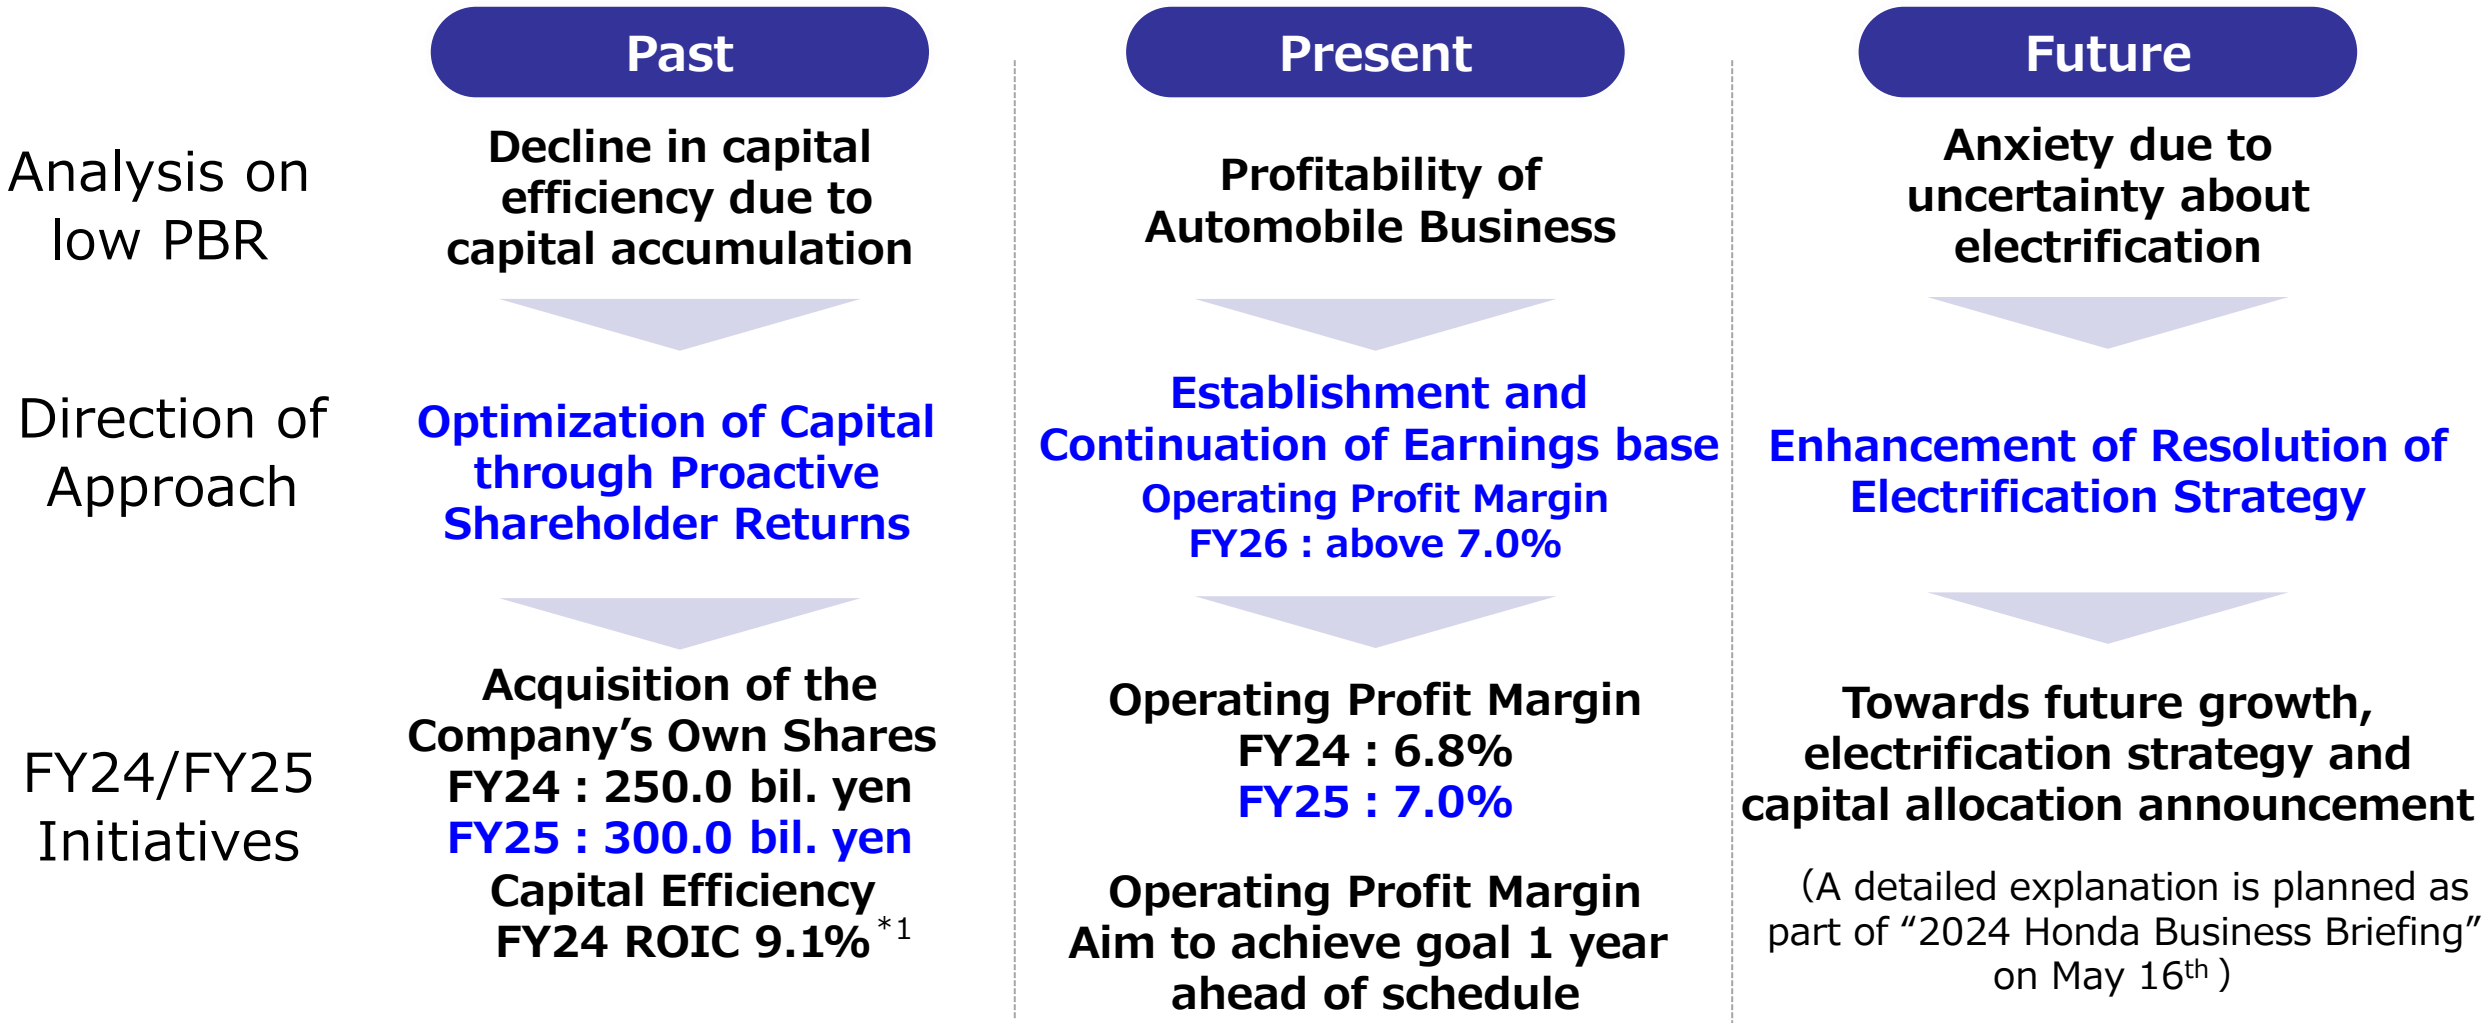 Past
Present
Future
Analysis on
low PBR
Decline in capital
efficiency due to
capital accumulation
Profitability of
Automobile Business
Anxiety due to
uncertainty about
electrification
Direction of
Approach
Optimization of Capital
through Proactive
Shareholder Returns
Establishment and
Continuation of Earnings base
Operating Profit Margin
FY26 : above 7.0%
Enhancement of Resolution of
Electrification Strategy
FY24/FY25
Initiatives
Acquisition of the
Company’s Own Shares
FY24 : 250.0 bil. yen
FY25 : 300.0 bil. yen
Capital Efficiency
FY24 ROIC 9.1% *1
Operating Profit Margin
FY24 : 6.8%
FY25 : 7.0%
Operating Profit Margin
Aim to achieve goal 1 year
ahead of schedule
Towards future growth,
electrification strategy and
capital allocation announcement
（A detailed explanation is planned as
part of “2024 Honda Business Briefing”
on May 16th ）